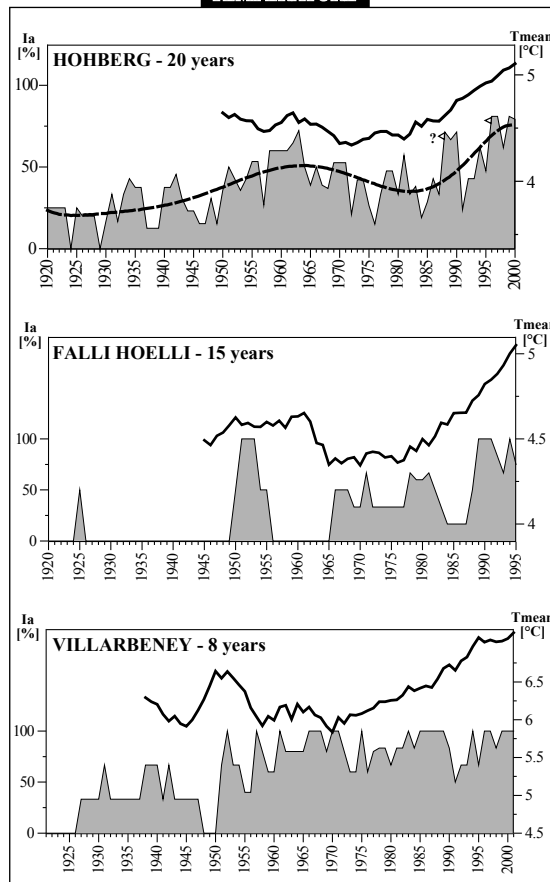 Ia
[%]
Tmean
[°C]
HOHBERG - 20 years
100
50
0
5
4
?
1920 1925 1930 1935 1940 1945 1950 1955 1960 1965 1970 1975 1980 1985 1990 1995 2000
Ia
[%]
Tmean
[°C]
FALLI HOELLI - 15 years
100
50
0
5
4.5
4
1920 1925 1930 1935 1940 1945 1950 1955 1960 1965 1970 1975 1980 1985 1990 1995
Ia
[%]
Tmean
[°C]
VILLARBENEY - 8 years
100
50
0
6.5
6
5.5
5
4.5
1925 1930 1935 1940 1945 1950 1955 1960 1965 1970 1975 1980 1985 1990 1995 2000